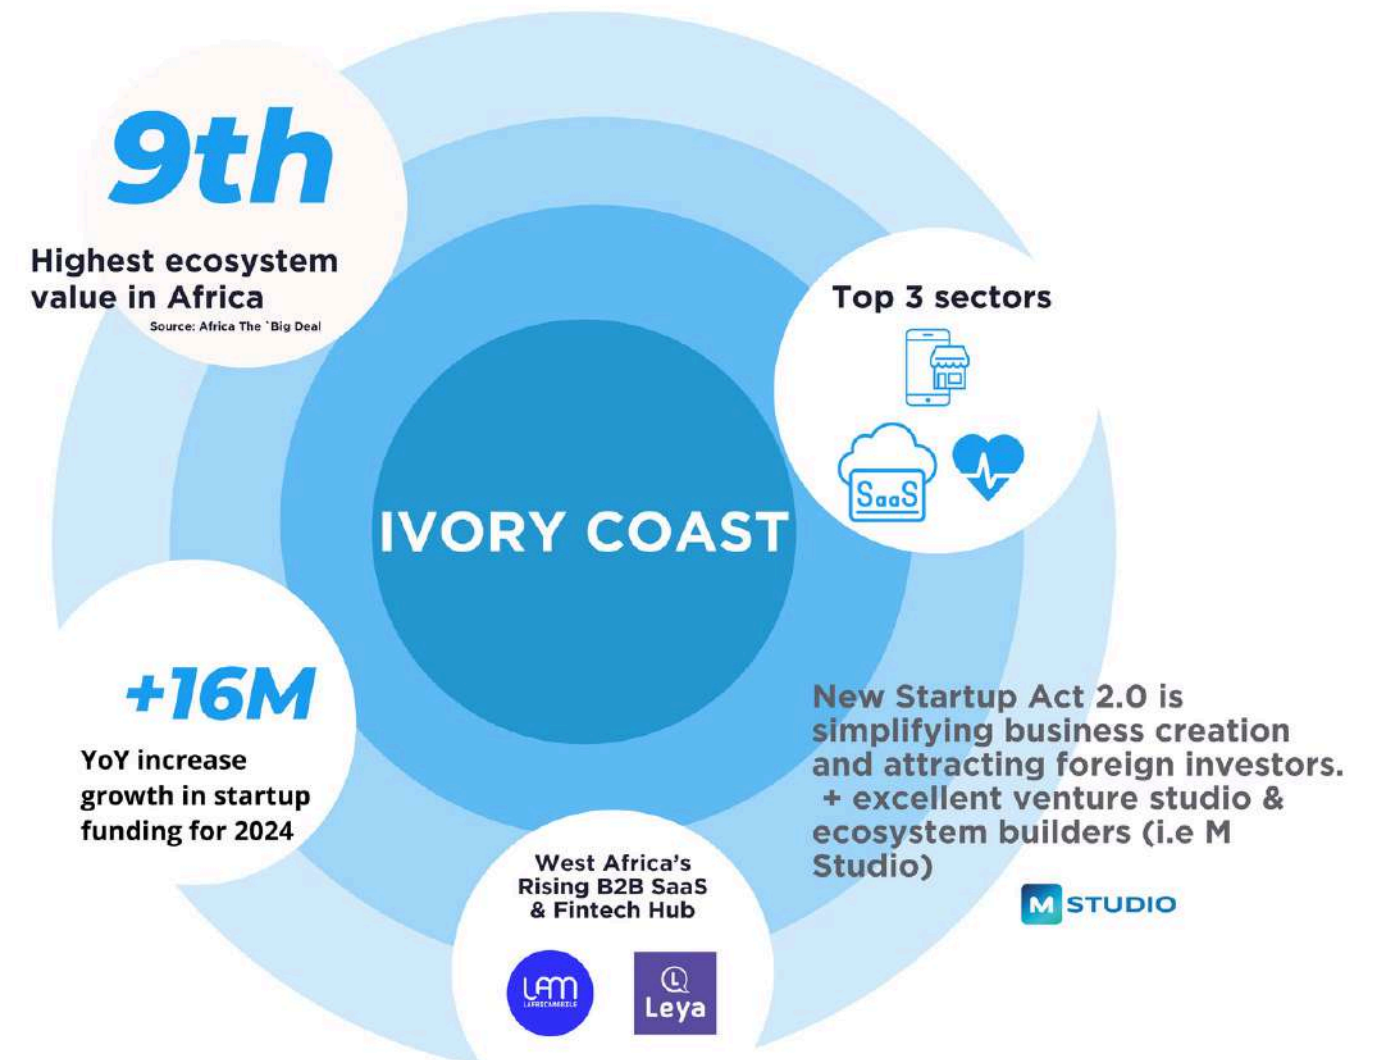 9th
Highest ecosystem
value in Africa
Source: Africa The `Big Deal
Top 3 sectors
SaaS
IVORY COAST
+16M
YoY increase
growth in startup
funding for 2024
New Startup Act 2.0 is
simplifying business creation
and attracting foreign investors.
+ excellent venture studio &
ecosystem builders (i.e M
Studio)
M STUDIO
West Africa's
Rising B2B SaaS
& Fintech Hub
LAM
LAFRICAMOBILE
L
Leya